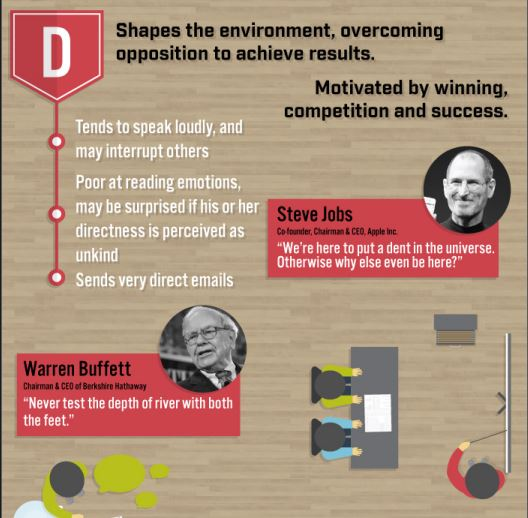 D
Shapes the environment, overcoming
opposition to achieve results.
Motivated by winning,
competition and success.
Tends to speak loudly, and
may interrupt others
Poor at reading emotions,
may be surprised if his or her
directness is perceived as
unkind
Sends very direct emails
Steve Jobs
Co-founder, Chairman & CEO, Apple Inc.
“We’re here to put a dent in the universe.
Otherwise why else even be here?”
Warren Buffett
Chairman & CEO of Berkshire Hathaway
“Never test the depth of river with both
the feet.”